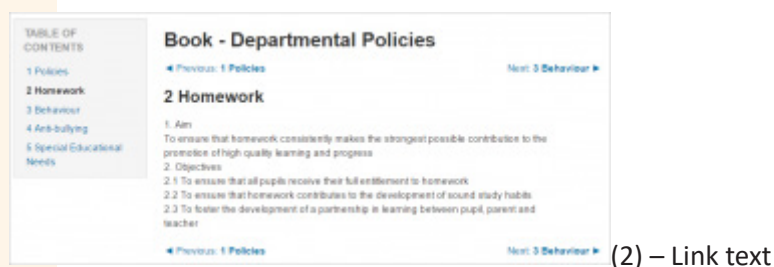 TABLE OF
CONTENTS
1 Policies
2 Homework
3 Behaviour
4 Anti-bullying
5 Special Educational
Needs
Book - Departmental Policies
◄ Previous: 1 Policies
Next: 3 Behaviour ►
2 Homework
1. Aim
To ensure that homework consistently makes the strongest possible contribution to the
promotion of high quality learning and progress
2. Objectives
2.1 To ensure that all pupils receive their full entitlement to homework
2.2 To ensure that homework contributes to the development of sound study habits
2.3 To foster the development of a partnership in learning between pupil, parent and
teacher
◄ Previous: 1 Policies
Next: 3 Behaviour ►
(2) – Link text